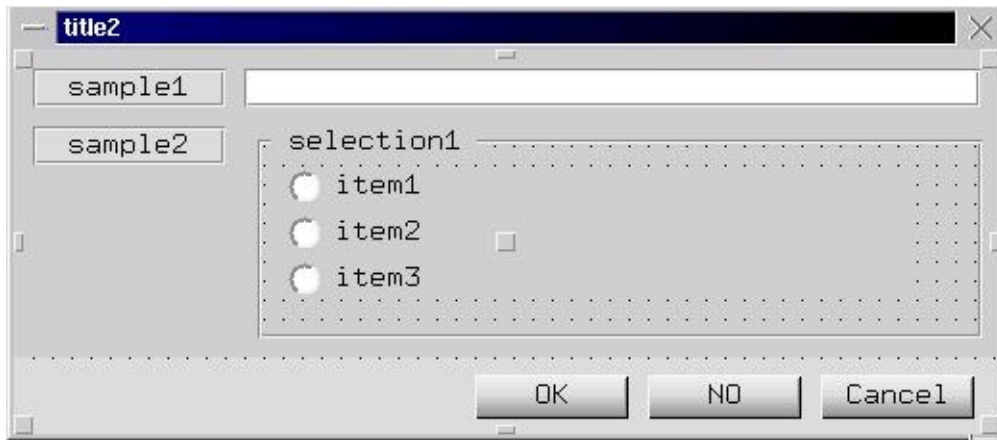 title2
sample1
sample2
selection1
item1
item2
item3
OK NO Cancel